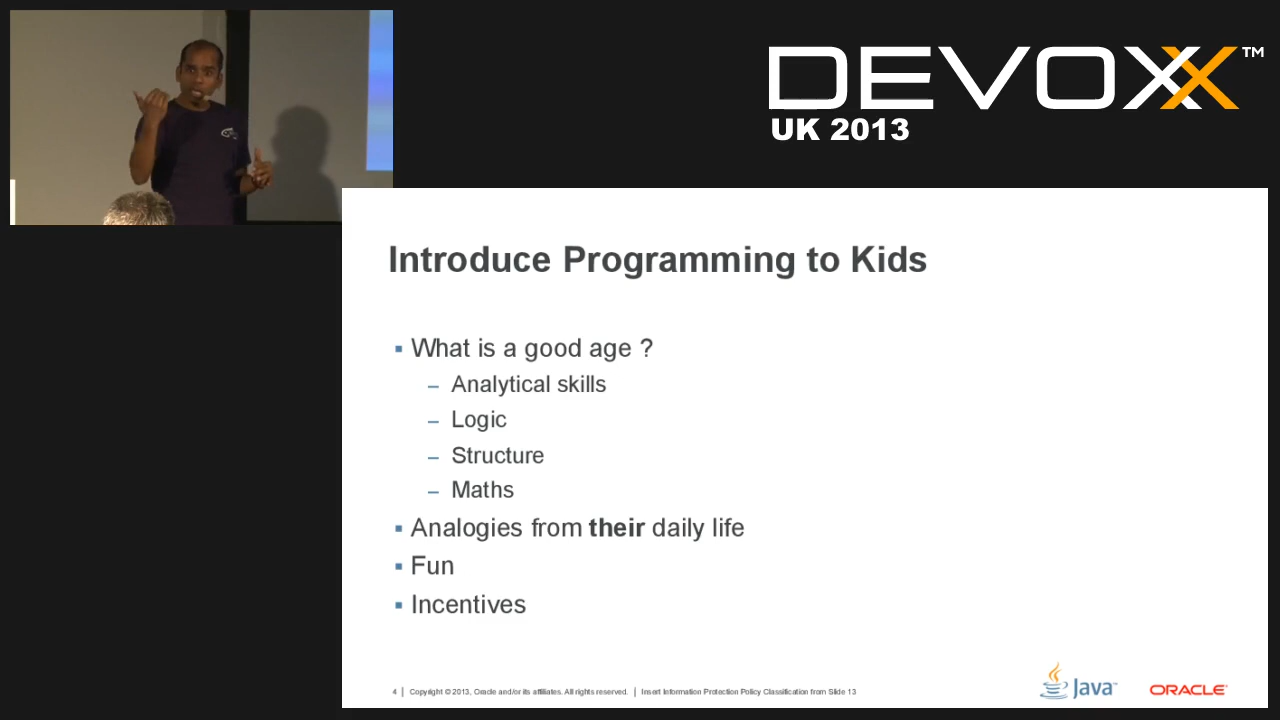 DEVOXX™
UK 2013
Introduce Programming to Kids
▪ What is a good age ?
– Analytical skills
– Logic
– Structure
– Maths
▪ Analogies from their daily life
▪ Fun
▪ Incentives
4 | Copyright © 2013, Oracle and/or its affiliates. All rights reserved. | Insert Information Protection Policy Classification from Slide 13
Java™
ORACLE